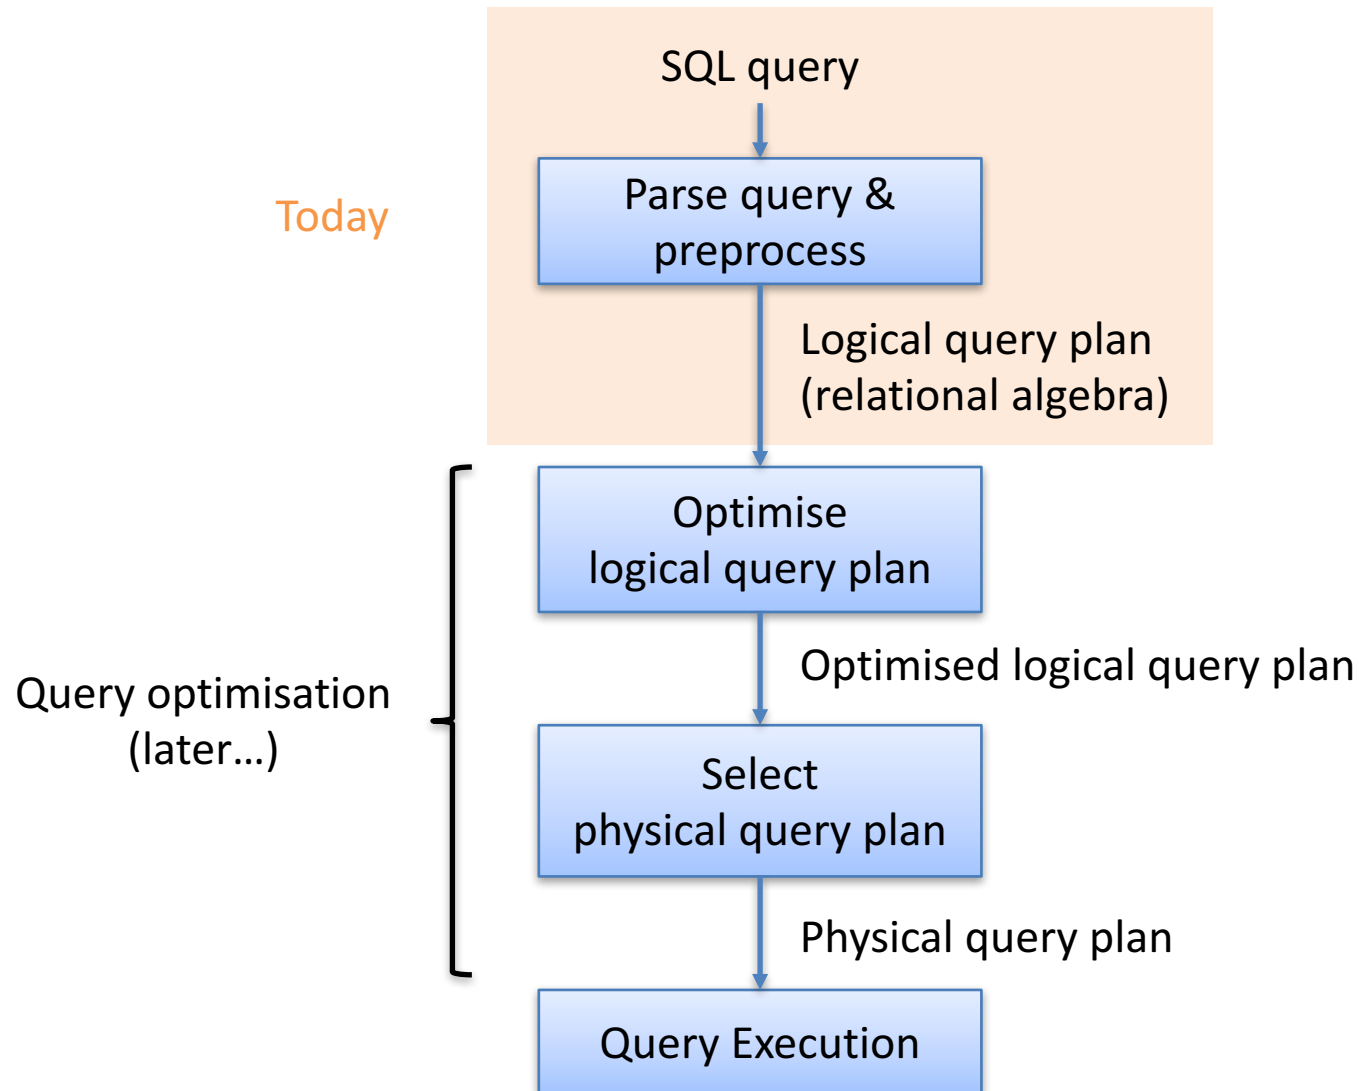 SQL query
Today
Parse query &
preprocess
Logical query plan
(relational algebra)
Optimise
logical query plan
Optimised logical query plan
Query optimisation
(later…)
Select
physical query plan
Physical query plan
Query Execution